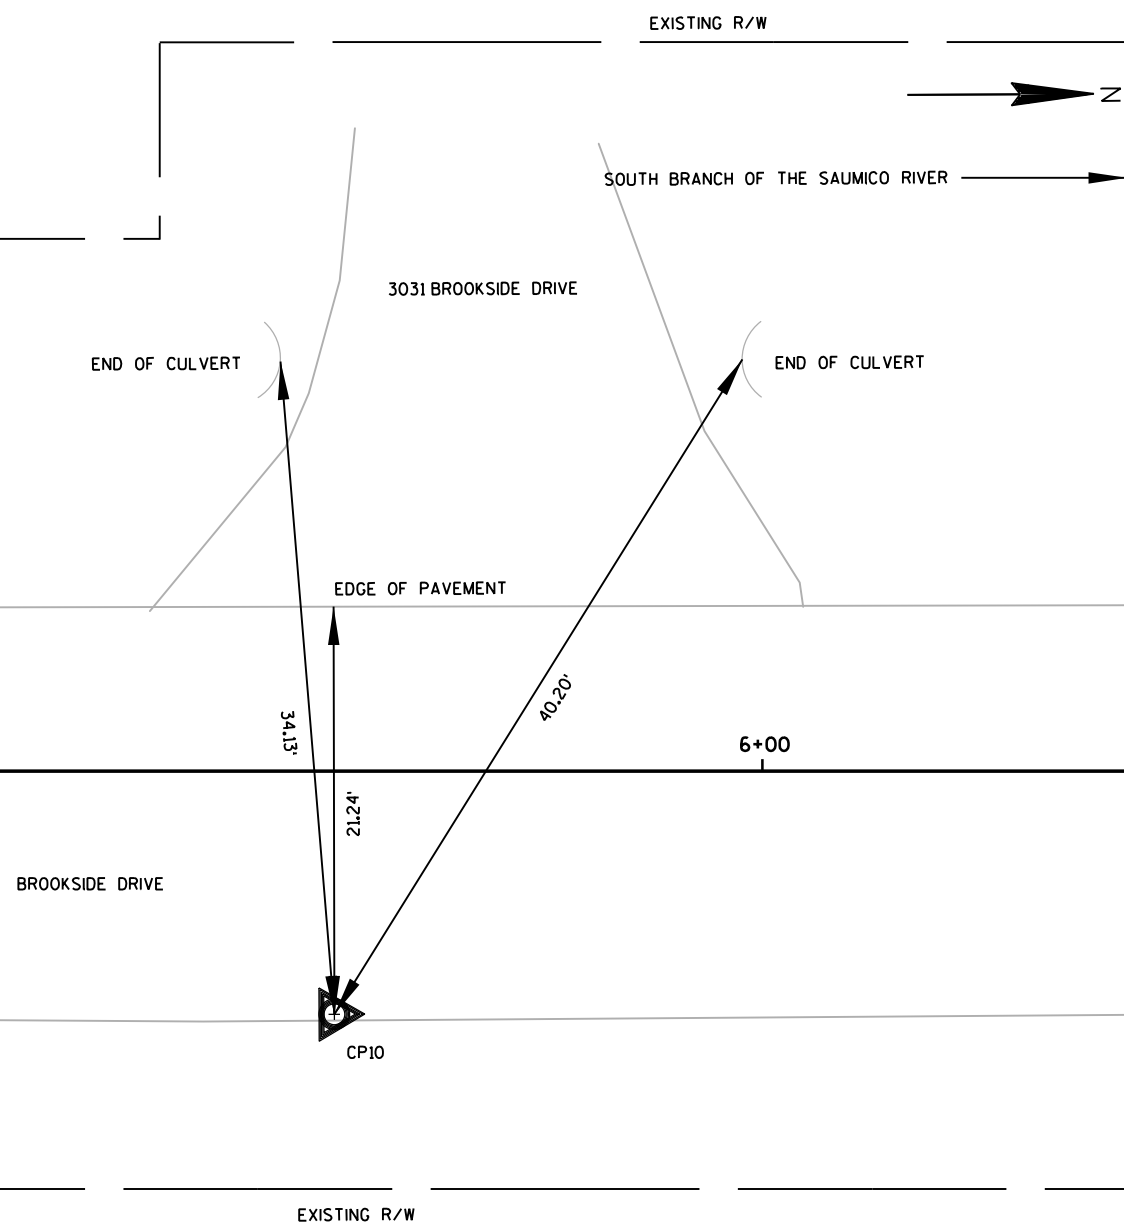 EXISTING R/W
N
SOUTH BRANCH OF THE SAUMICO RIVER
3031 BROOKSIDE DRIVE
END OF CULVERT
END OF CULVERT
EDGE OF PAVEMENT
40.20'
34.13'
6+00
21.24'
BROOKSIDE DRIVE
CP10
EXISTING R/W